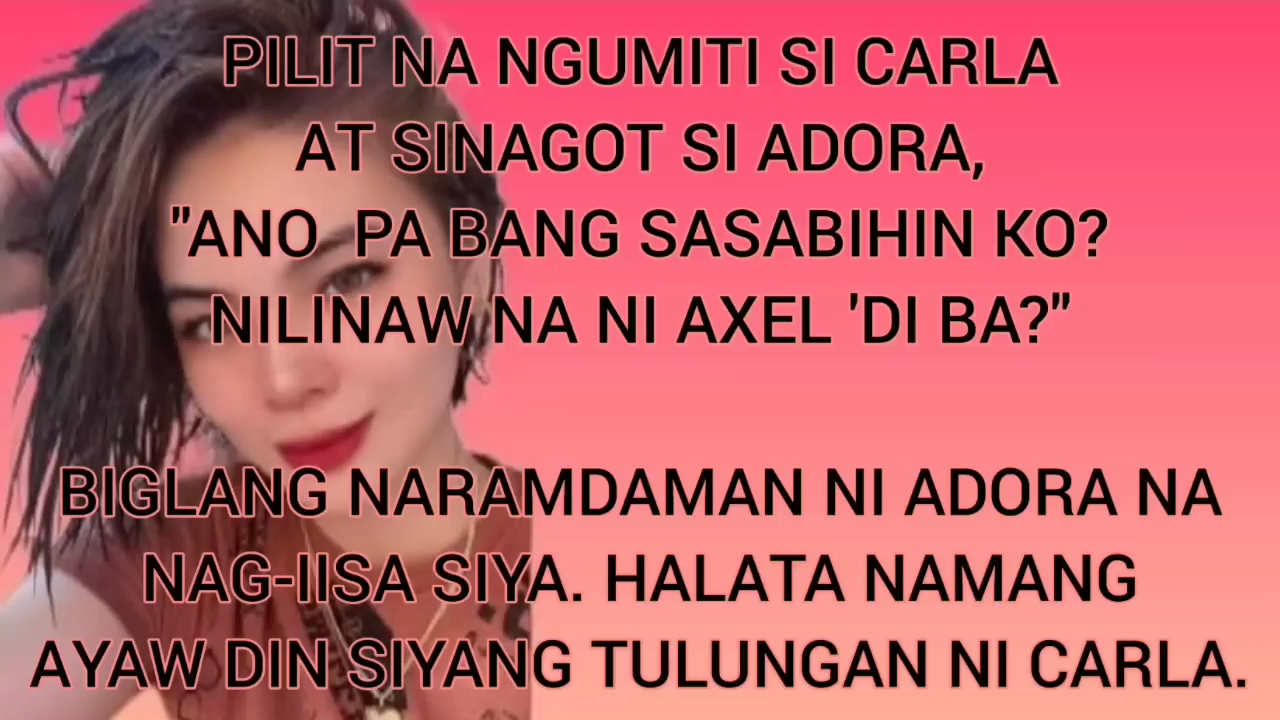 PILIT NA NGUMITI SI CARLA
AT SINAGOT SI ADORA,
"ANO PA BANG SASABIHIN KO?
NILINAW NA NI AXEL 'DI BA?"
BIGLANG NARAMDAMAN NI ADORA NA
NAG-IISA SIYA. HALATA NAMANG
AYAW DIN SIYANG TULUNGAN NI CARLA.